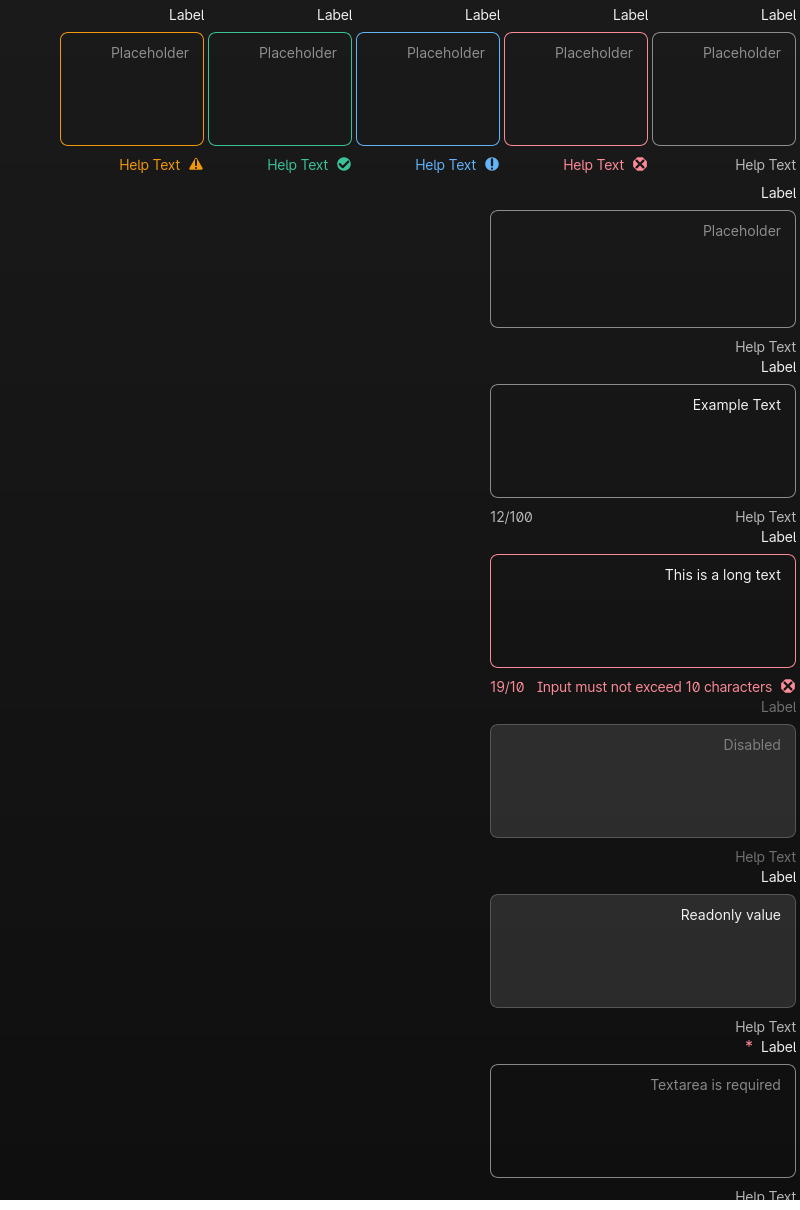 Label Label Label Label Label
Placeholder Placeholder Placeholder Placeholder Placeholder
Help Text Help Text Help Text Help Text Help Text
Label
Placeholder
Help Text
Label
Example Text
12/100 Help Text
Label
This is a long text
19/10 Input must not exceed 10 characters
Label
Disabled
Help Text
Label
Readonly value
Help Text
* Label
Textarea is required
Help Text